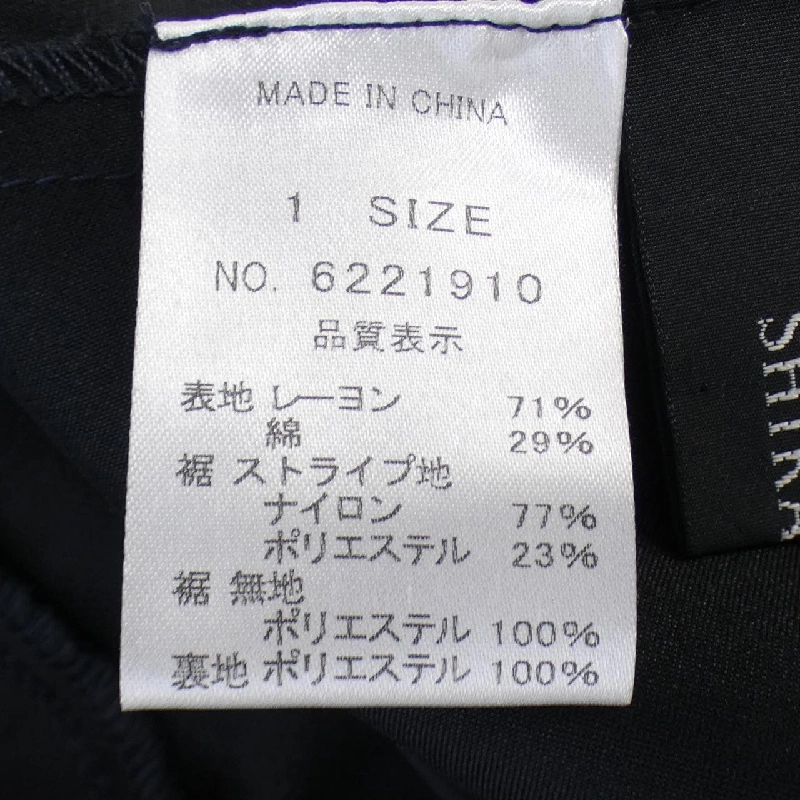 MADE IN CHINA
1 SIZE
NO. 6221910
品質表示
表地 レーヨン 71%
綿 29%
裾 ストライプ地
ナイロン 77%
ポリエステル 23%
裾 無地
ポリエステル 100%
裏地 ポリエステル 100%
SHIRA